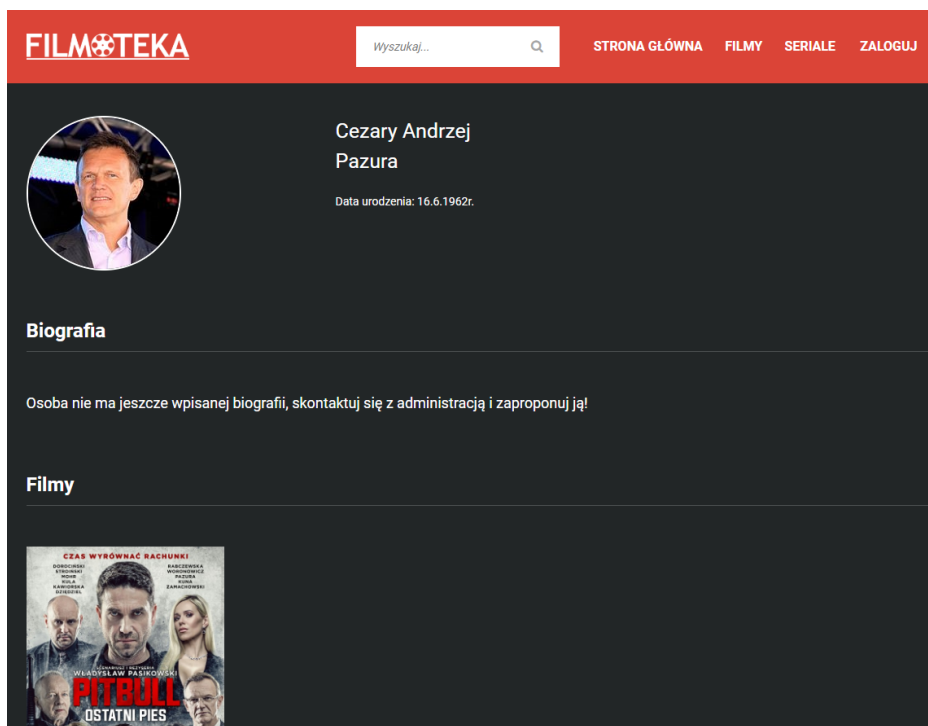 FILMOTEKA
Wyszukaj...
STRONA GŁÓWNA FILMY SERIALE ZALOGUJ
Cezary Andrzej
Pazura
Data urodzenia: 16.6.1962r.
Biografia
Osoba nie ma jeszcze wpisanej biografii, skontaktuj się z administracją i zaproponuj ją!
Filmy
CZAS WYRÓWNAĆ RACHUNKI
DOROCIŃSKI
STROIŃSKI
MOHR
KULA
KAWIORSKA
DZIĘDZIEL
RABCZEWSKA
WORONOWICZ
PAZURA
KUNA
ZAMACHOWSKI
SCENARIUSZ I REŻYSERIA
WŁADYSŁAW PASIKOWSKI
PITBULL
OSTATNI PIES